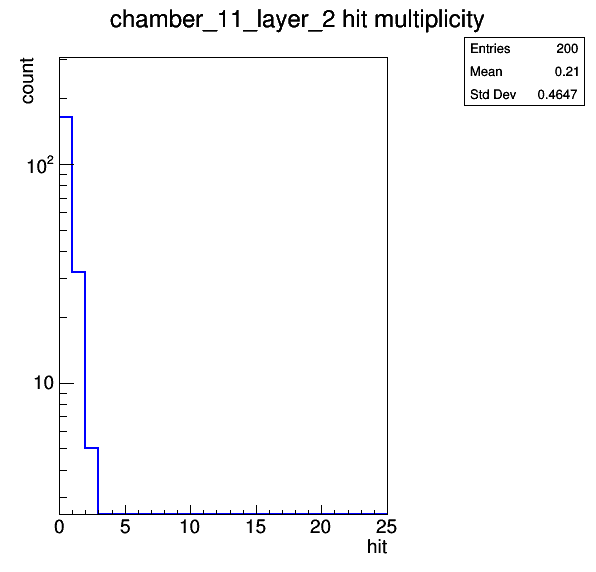 chamber_11_layer_2 hit multiplicity
Entries 200
Mean 0.21
Std Dev 0.4647
count
10²
10
0 5 10 15 20 25
hit